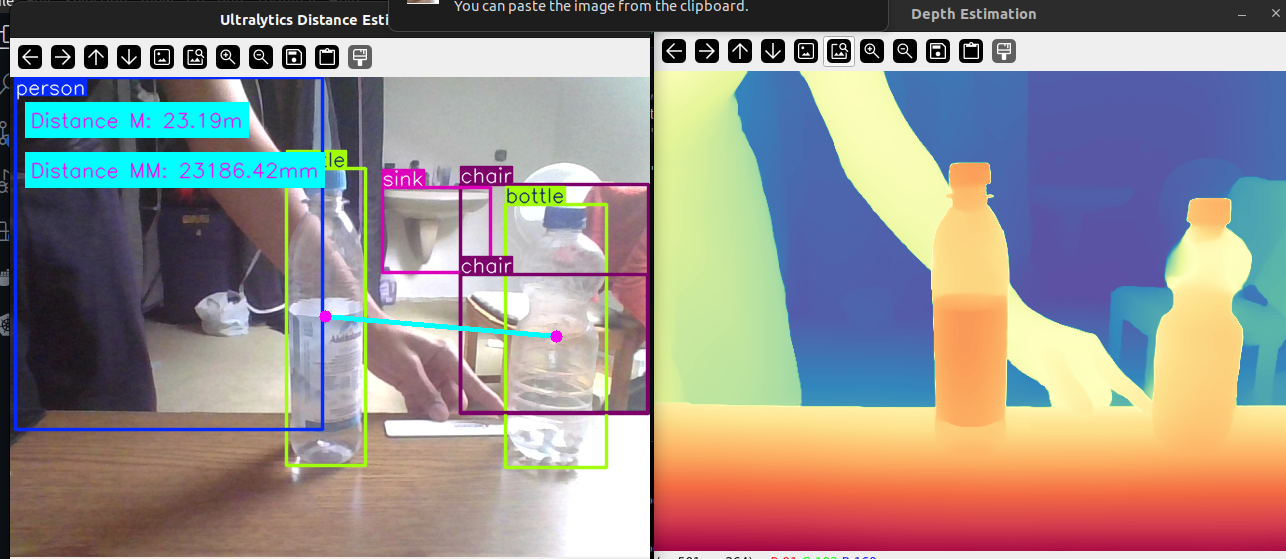 Ultralytics Distance Esti
You can paste the image from the clipboard.
Depth Estimation
person
Distance M: 23.19m
Distance MM: 23186.42mm
tle
sink
chair
bottle
chair